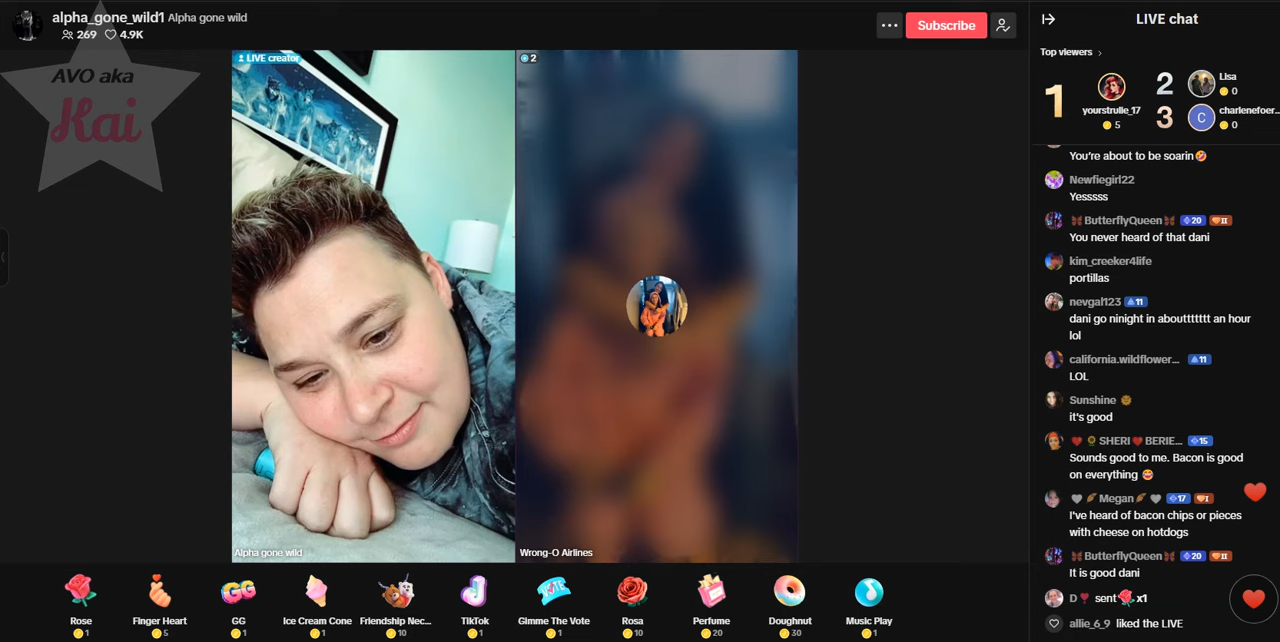 alpha_gone_wild1 Alpha gone wild
269 4.9K
Subscribe
AVO aka
Kai
LIVE creator
2
Alpha gone wild
Wrong-O Airlines
Rose
1
Finger Heart
5
GG
1
Ice Cream Cone
1
Friendship Nec...
10
TikTok
1
Gimme The Vote
1
Rosa
10
Perfume
20
Doughnut
30
Music Play
1
LIVE chat
Top viewers
1
yourstrulie_17
5
2
Lisa
0
3
C
charlenefoer...
0
You're about to be soarin🤣
Newfiegirl22
Yesssss
🦋ButterflyQueen🦋 20 II
You never heard of that dani
kim_creeker4life
portillas
nevgal123 11
dani go ninight in abouttttttt an hour
lol
california.wildflower... 11
LOL
Sunshine 🌞
it's good
❤️🌻SHERI❤️BERIE... 15
Sounds good to me. Bacon is good
on everything 😁
🤍🍂Megan🍂🤍 17 I
I've heard of bacon chips or pieces
with cheese on hotdogs
🦋ButterflyQueen🦋 20 II
It is good dani
D❣️ sent🌹x1
allie_6_9 liked the LIVE